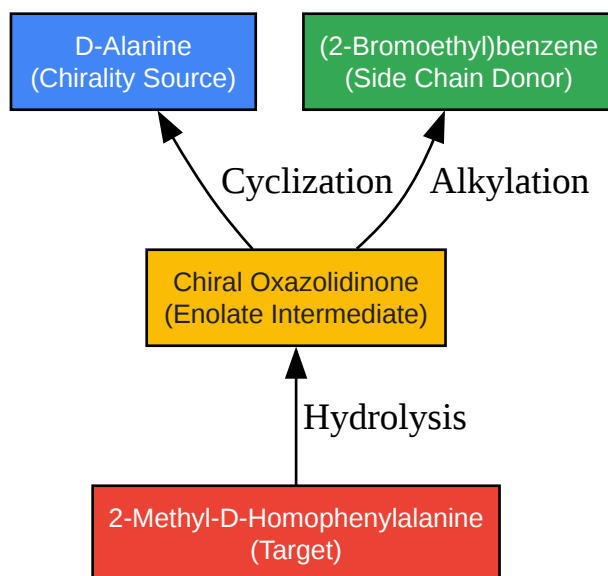 D-Alanine
(Chirality Source)
(2-Bromoethyl)benzene
(Side Chain Donor)
Cyclization
Alkylation
Chiral Oxazolidinone
(Enolate Intermediate)
Hydrolysis
2-Methyl-D-Homophenylalanine
(Target)